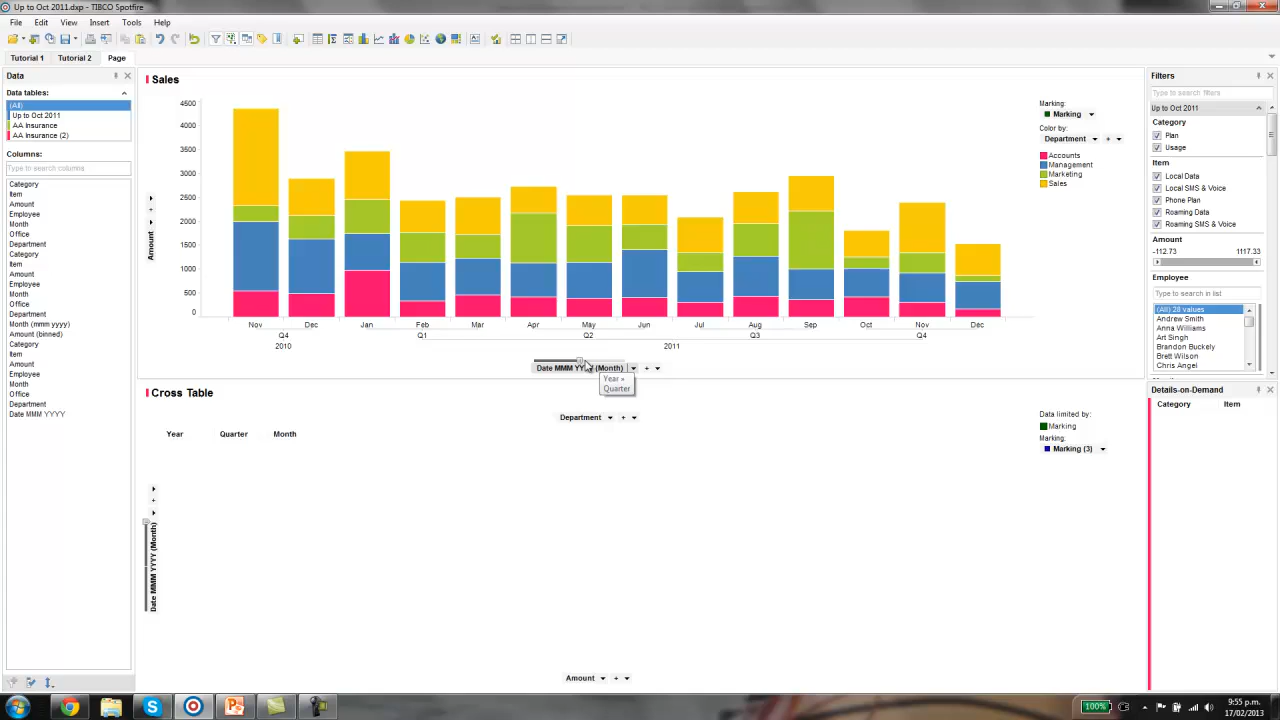 Up to Oct 2011.dxp - TIBCO Spotfire
File Edit View Insert Tools Help
Tutorial 1 Tutorial 2 Page
Data
Data tables:
(All)
Up to Oct 2011
AA Insurance
AA Insurance (2)
Columns:
Type to search columns
Category
Item
Amount
Employee
Month
Office
Department
Category
Item
Amount
Employee
Month
Office
Department
Month (mmm yyyy)
Amount (binned)
Category
Item
Amount
Employee
Month
Office
Department
Date MMM YYYY
Sales
4500
4000
3500
3000
2500
2000
1500
1000
500
0
Amount
Nov Dec Jan Feb Mar Apr May Jun Jul Aug Sep Oct Nov Dec
Q4 Q1 Q2 Q3 Q4
2010 2011
Date MMM YYYY (Month)
Year »
Quarter
Marking:
Marking
Color by:
Department
Accounts
Management
Marketing
Sales
Cross Table
Department
Year Quarter Month
Date MMM YYYY (Month)
Amount
Data limited by:
Marking
Marking:
Marking (3)
Filters
Type to search filters
Up to Oct 2011
Category
Plan
Usage
Item
Local Data
Local SMS & Voice
Phone Plan
Roaming Data
Roaming SMS & Voice
Amount
-112.73 1117.33
Employee
Type to search in list
(All) 28 values
Andrew Smith
Anna Williams
Art Singh
Brandon Buckely
Brett Wilson
Chris Angel
Details-on-Demand
Category Item
100%
9:55 p.m.
17/02/2013